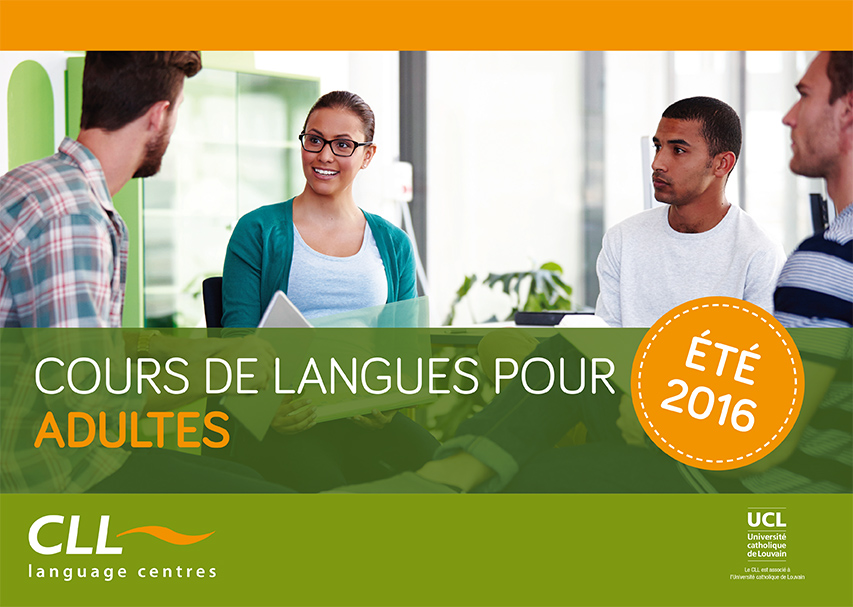 COURS DE LANGUES POUR
ADULTES
ÉTÉ
2016
CLL
language centres
UCL
Université
catholique
de Louvain
Le CLL est associé à
l'Université catholique de Louvain